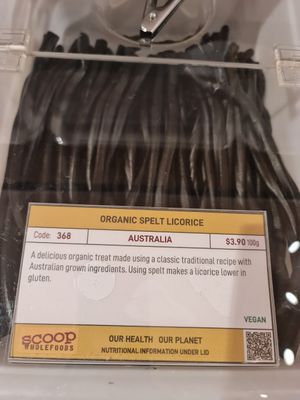 ORGANIC SPELT LICORICE
Code: 368 AUSTRALIA $3.90 100g
A delicious organic treat made using a classic traditional recipe with
Australian grown ingredients. Using spelt makes a licorice lower in
gluten.
VEGAN
scoop
WHOLEFOODS
OUR HEALTH OUR PLANET
NUTRITIONAL INFORMATION UNDER LID